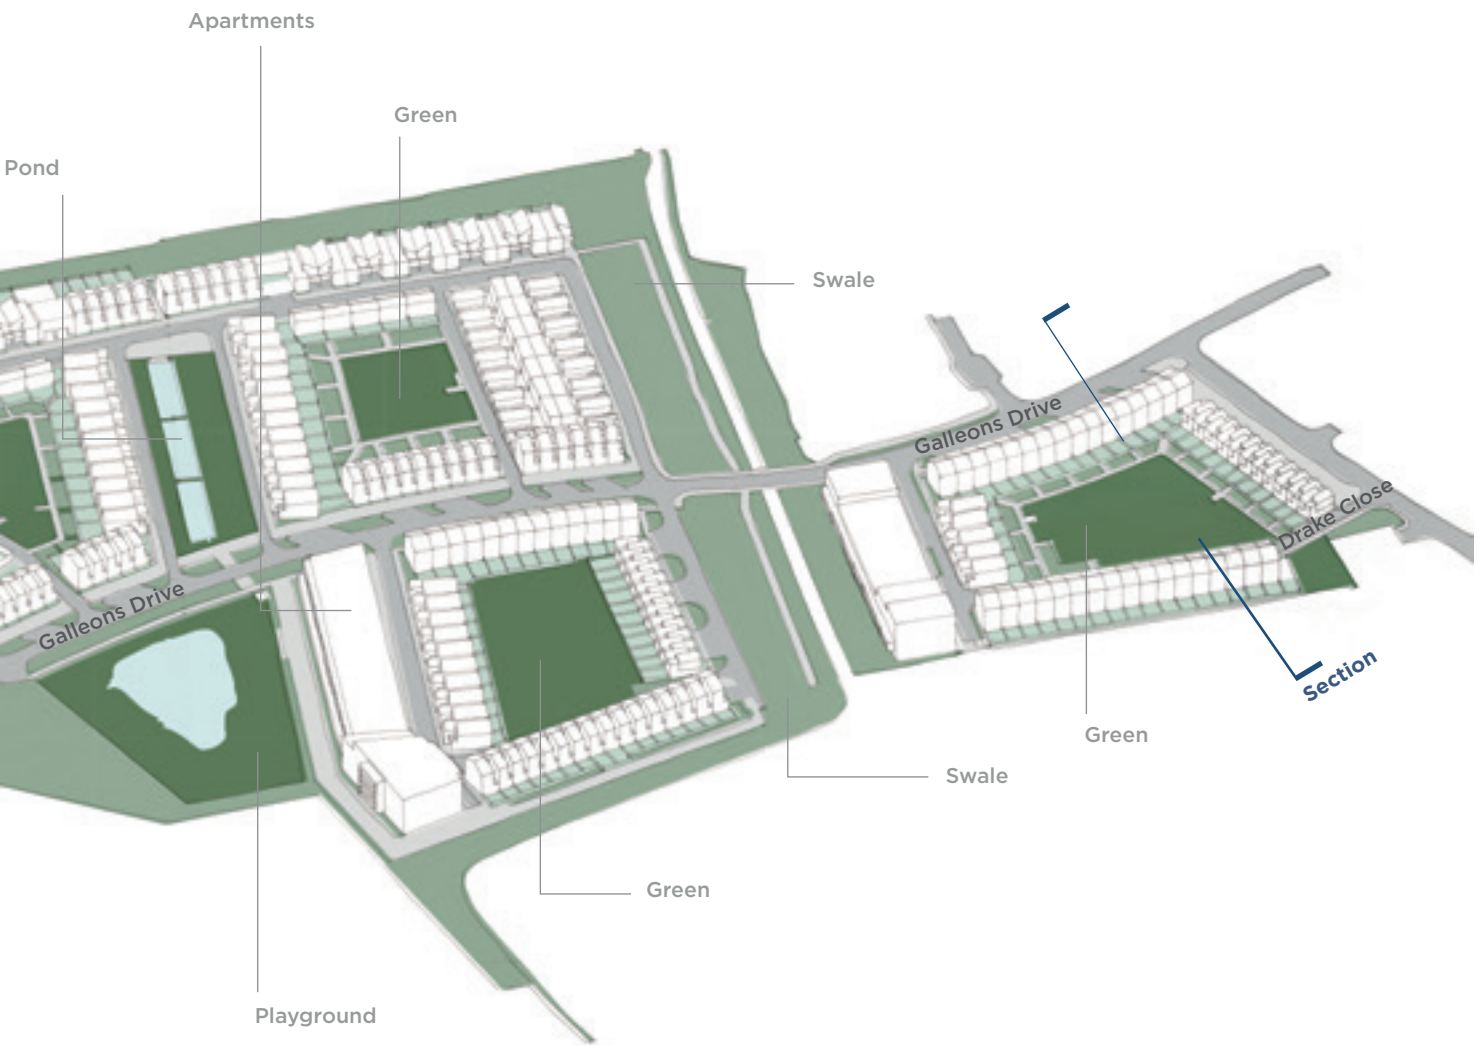 Apartments
Green
Pond
Swale
Galleons Drive
Drake Close
Galleons Drive
Section
Green
Swale
Green
Playground